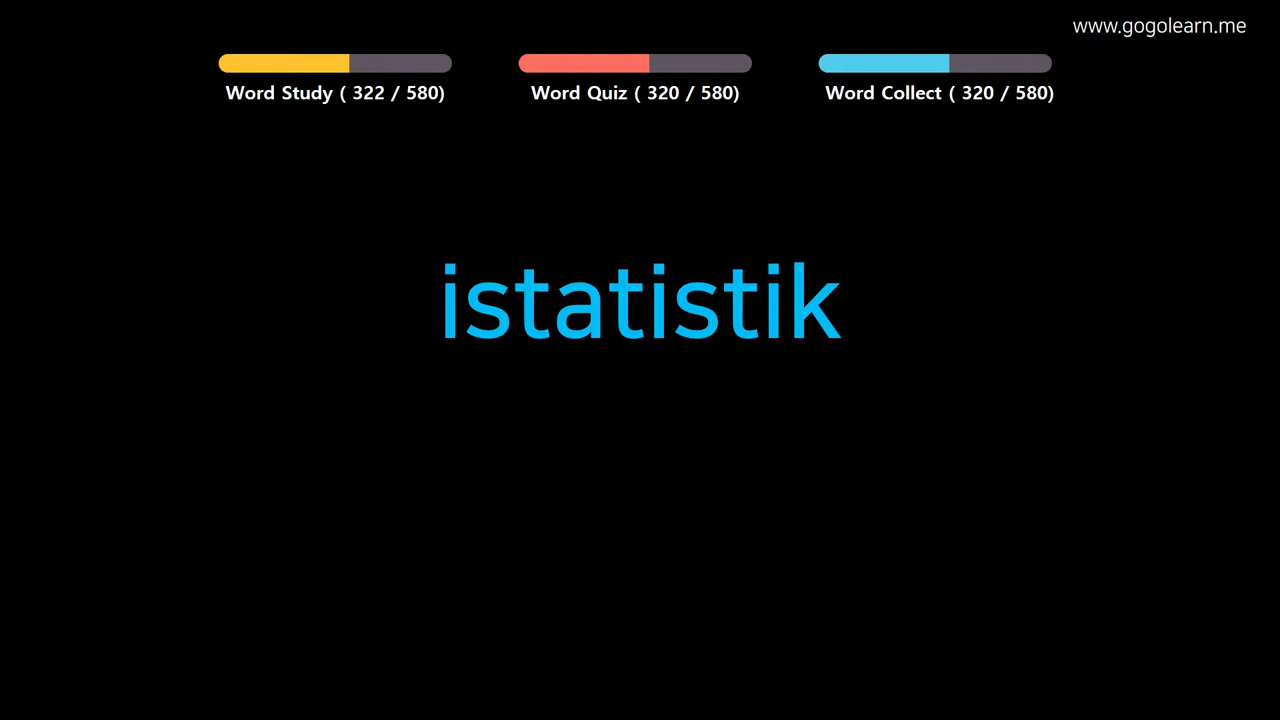 www.gogolearn.me
Word Study ( 322 / 580)
Word Quiz ( 320 / 580)
Word Collect ( 320 / 580)
istatistik